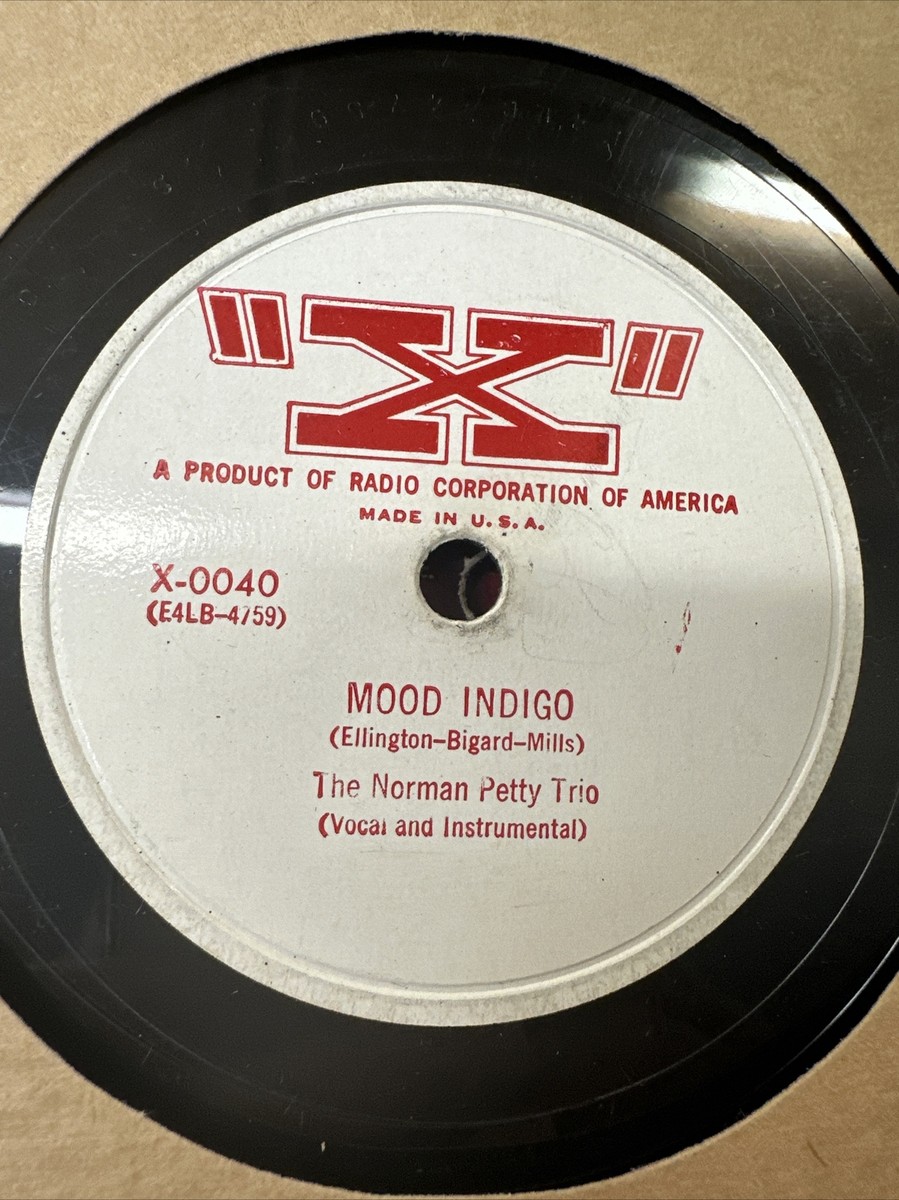 "X"
A PRODUCT OF RADIO CORPORATION OF AMERICA
MADE IN U.S.A.
X-0040
(E4LB-4759)
MOOD INDIGO
(Ellington-Bigard-Mills)
The Norman Petty Trio
(Vocal and Instrumental)